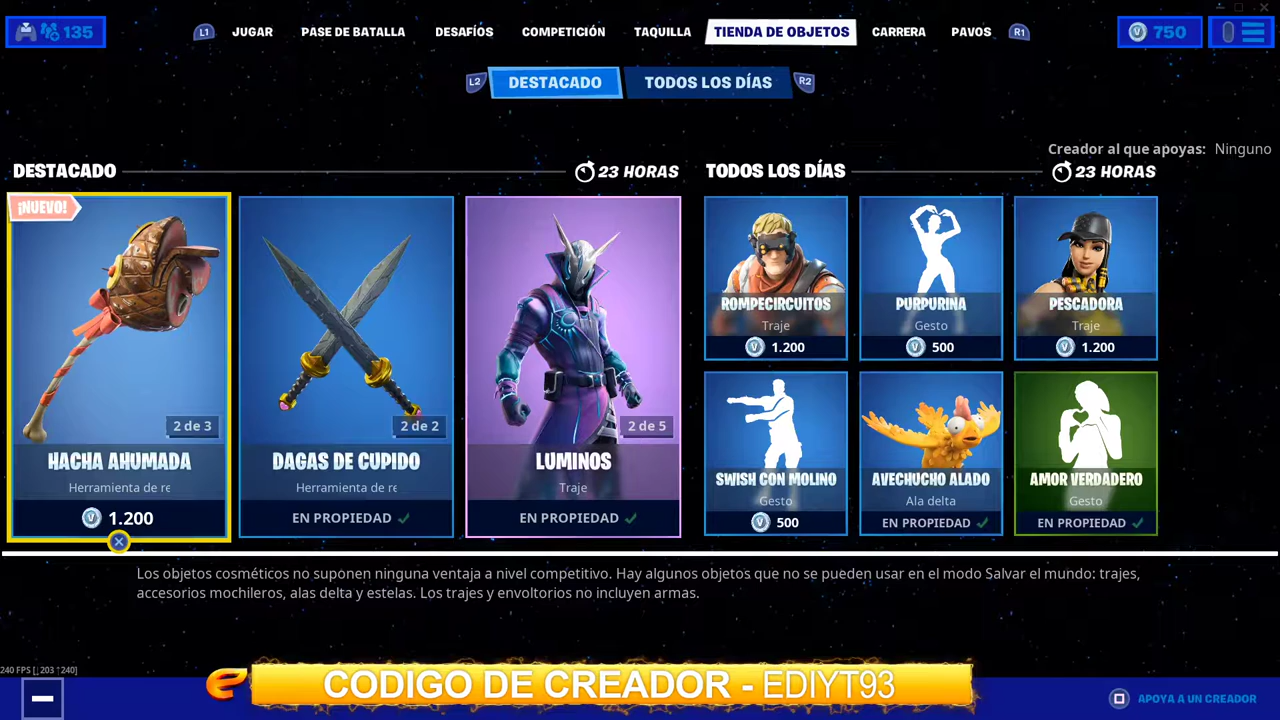 135
L1 JUGAR PASE DE BATALLA DESAFÍOS COMPETICIÓN TAQUILLA TIENDA DE OBJETOS CARRERA PAVOS R1
750
L2 DESTACADO TODOS LOS DÍAS R2
Creador al que apoyas: Ninguno
DESTACADO 23 HORAS
TODOS LOS DÍAS 23 HORAS
¡NUEVO!
2 de 3
HACHA AHUMADA
Herramienta de re
1.200
2 de 2
DAGAS DE CUPIDO
Herramienta de re
EN PROPIEDAD
2 de 5
LUMINOS
Traje
EN PROPIEDAD
ROMPECIRCUITOS
Traje
1.200
PURPURINA
Gesto
500
PESCADORA
Traje
1.200
SWISH CON MOLINO
Gesto
500
AVECHUCHO ALADO
Ala delta
EN PROPIEDAD
AMOR VERDADERO
Gesto
EN PROPIEDAD
Los objetos cosméticos no suponen ninguna ventaja a nivel competitivo. Hay algunos objetos que no se pueden usar en el modo Salvar el mundo: trajes,
accesorios mochileros, alas delta y estelas. Los trajes y envoltorios no incluyen armas.
240 FPS [↓203 ↑240]
CODIGO DE CREADOR - EDIYT93
APOYA A UN CREADOR